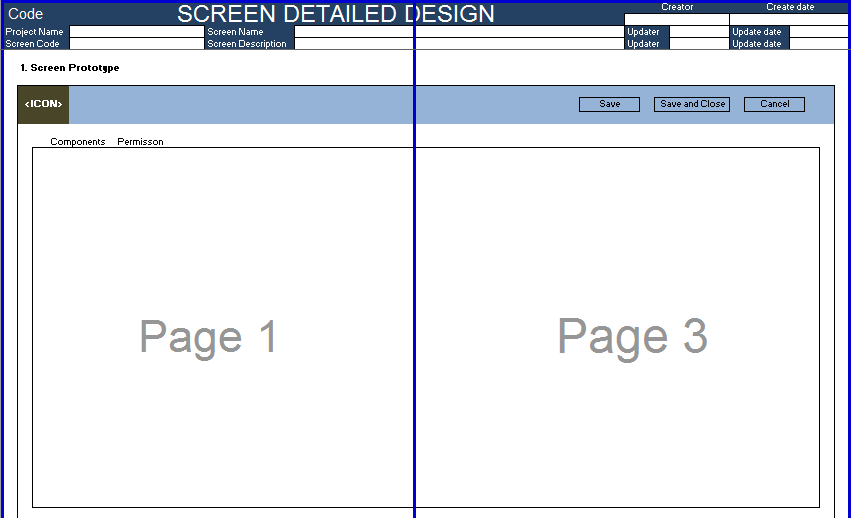 Code SCREEN DETAILED DESIGN Creator Create date
Project Name Screen Name Updater Update date
Screen Code Screen Description Updater Update date
1. Screen Prototype
<ICON> Save Save and Close Cancel
Components Permisson
Page 1 Page 3